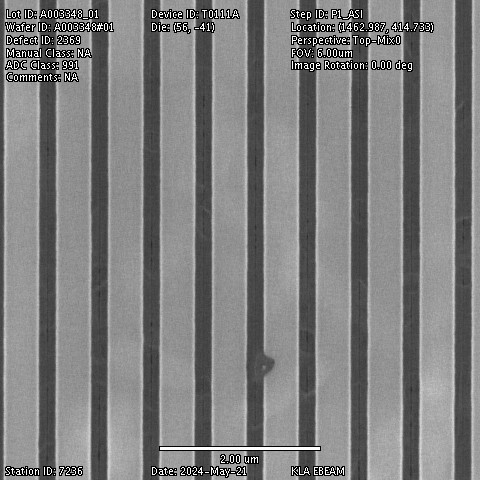 Lot ID: A003348_01
Wafer ID: A003348#01
Defect ID: 2369
Manual Class: NA
ADC Class: 991
Comments: NA
Device ID: T0111A
Die: (56, -41)
Step ID: P1_ASI
Location: (1462.987, 414.733)
Perspective: Top-Mix0
FOV: 6.00um
Image Rotation: 0.00 deg
2.00 um
Station ID: 7236
Date: 2024-May-21
KLA EBEAM